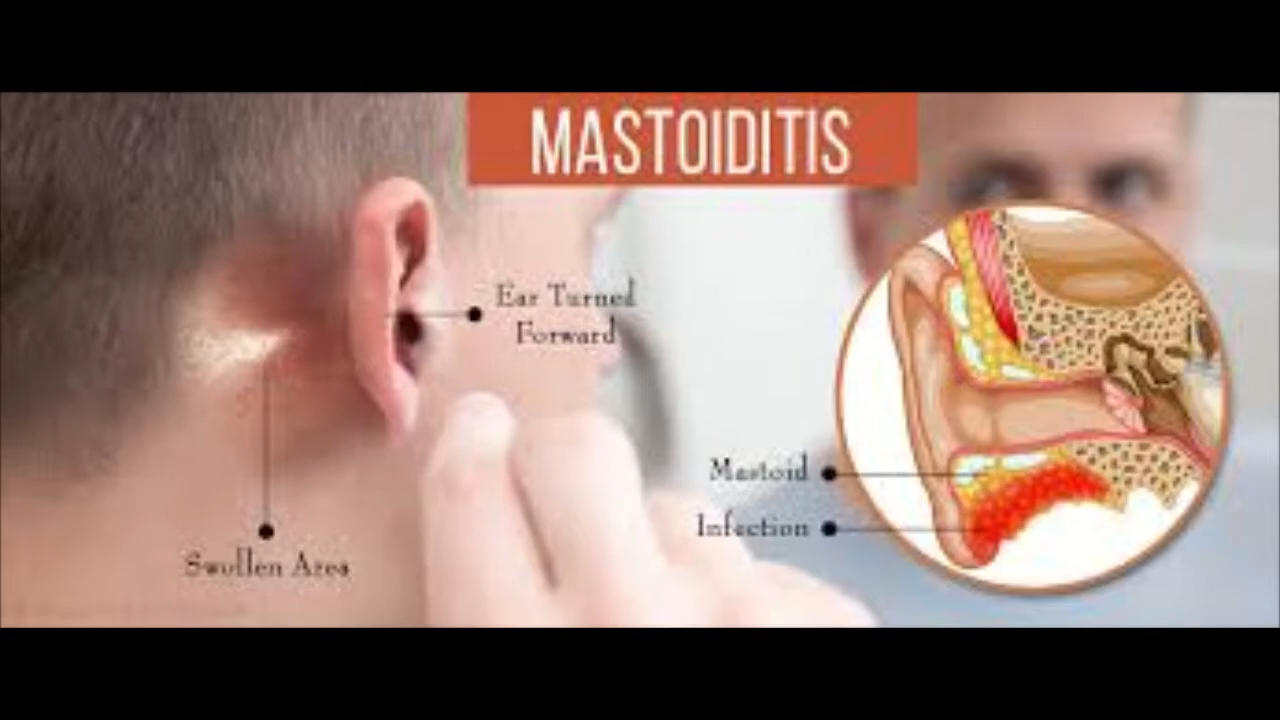 MASTOIDITIS
Ear Turned
Forward
Mastoid
Infection
Swollen Area